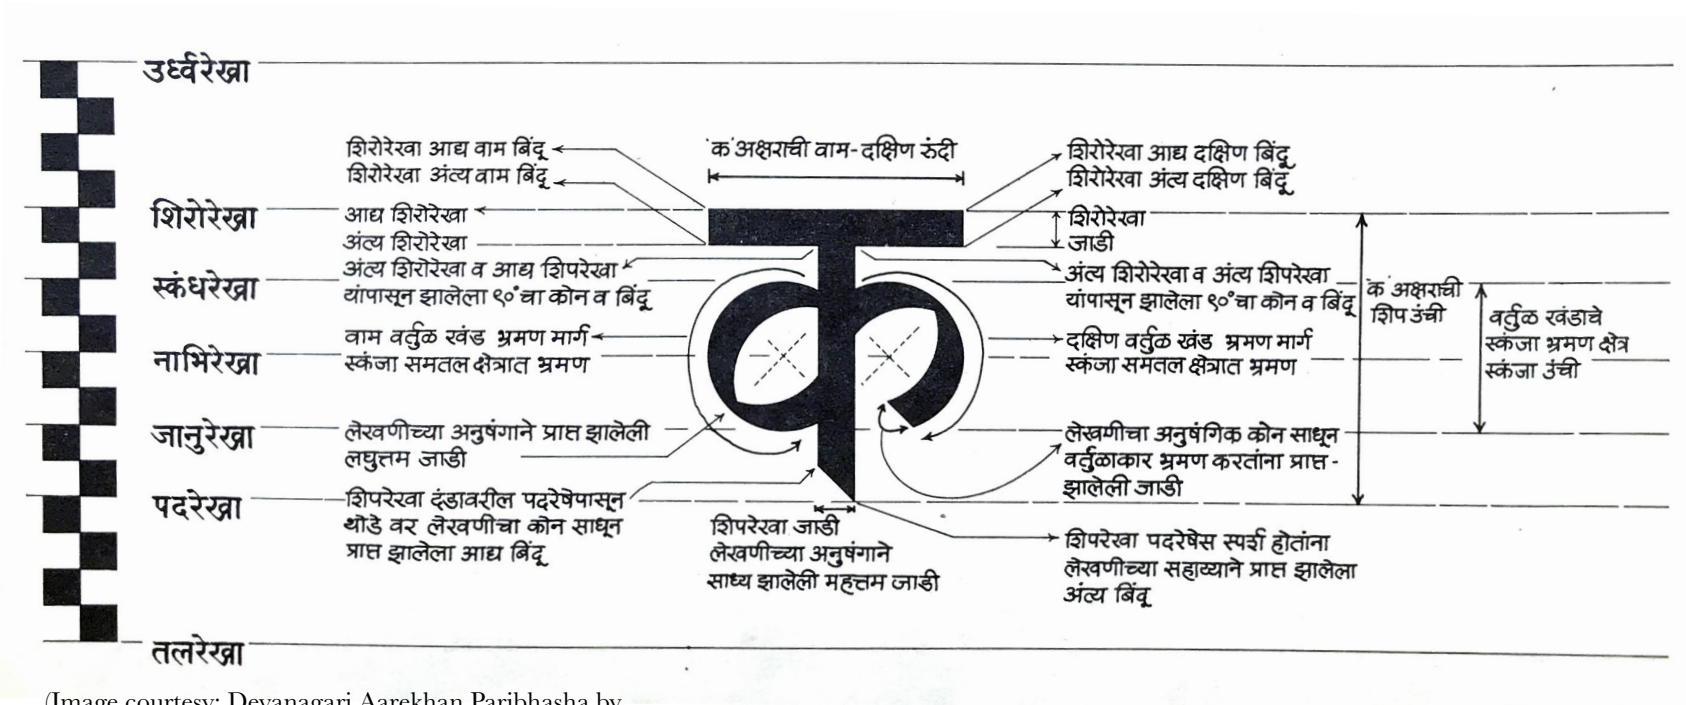 उर्ध्वरेखा
शिरोरेखा
स्कंधरेखा
नाभिरेखा
जानुरेखा
पदरेखा
तलरेखा
शिरोरेखा आद्य वाम बिंदू
शिरोरेखा अंत्य वाम बिंदू
आद्य शिरोरेखा
अंत्य शिरोरेखा
अंत्य शिरोरेखा व आद्य शिपरेखा
यांपासून झालेला ९०°चा कोन व बिंदू
वाम वर्तुळ खंड भ्रमण मार्ग
स्कंजा समतल क्षेत्रात भ्रमण
लेखणीच्या अनुषंगाने प्राप्त झालेली
लघुत्तम जाडी
शिपरेखा दंडावरील पदरेषेपासून
थोडे वर लेखणीचा कोन साधून
प्राप्त झालेला आद्य बिंदू
'क' अक्षराची वाम-दक्षिण रुंदी
क
शिपरेखा जाडी
लेखणीच्या अनुषंगाने
साध्य झालेली महत्तम जाडी
शिरोरेखा आद्य दक्षिण बिंदू
शिरोरेखा अंत्य दक्षिण बिंदू
शिरोरेखा
जाडी
अंत्य शिरोरेखा व अंत्य शिपरेखा
यांपासून झालेला ९०°चा कोन व बिंदू
दक्षिण वर्तुळ खंड भ्रमण मार्ग
स्कंजा समतल क्षेत्रात भ्रमण
लेखणीचा अनुषंगिक कोन साधून
वर्तुळाकार भ्रमण करतांना प्राप्त-
झालेली जाडी
शिपरेखा पदरेषेस स्पर्श होतांना
लेखणीच्या सहाय्याने प्राप्त झालेला
अंत्य बिंदू
'क' अक्षराची
शिप उंची
वर्तुळ खंडाचे
स्कंजा भ्रमण क्षेत्र
स्कंजा उंची
(Image courtesy: Devanagari Aarekhan Paribhasha by